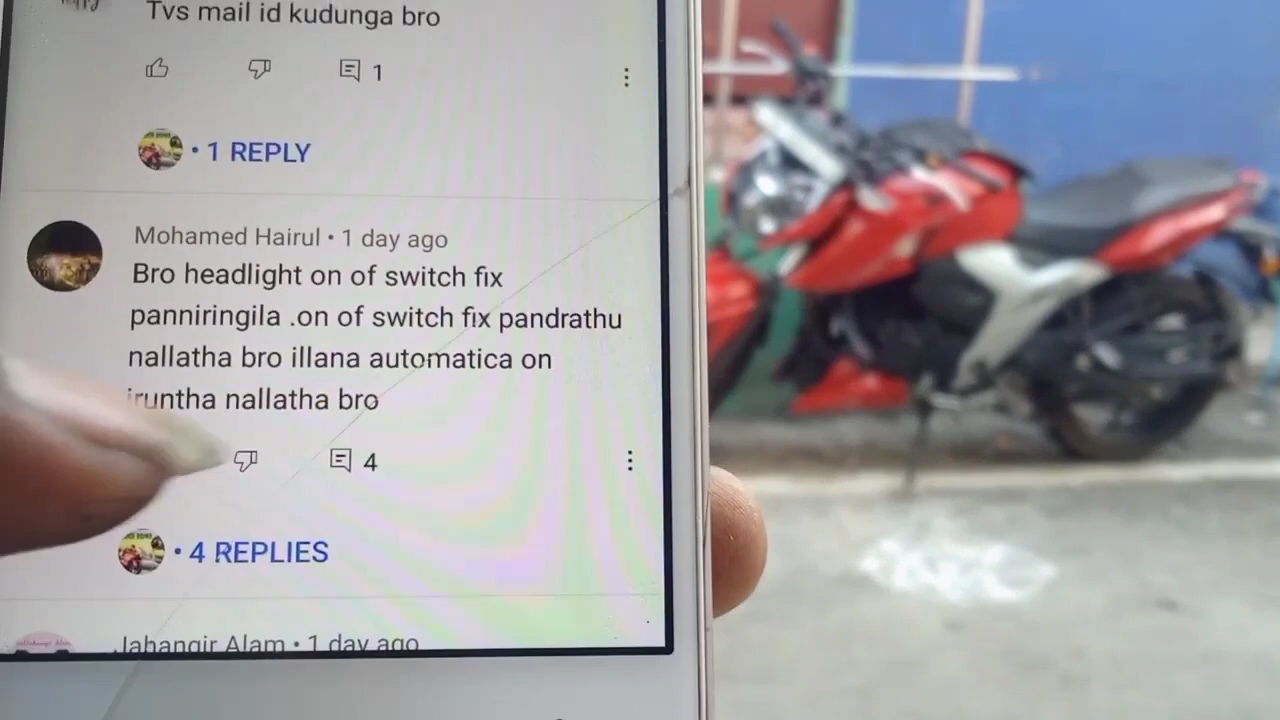 Tvs mail id kudunga bro
1
• 1 REPLY
Mohamed Hairul • 1 day ago
Bro headlight on of switch fix
panniringila .on of switch fix pandrathu
nallatha bro illana automatica on
iruntha nallatha bro
4
• 4 REPLIES
Jahangir Alam • 1 day ago